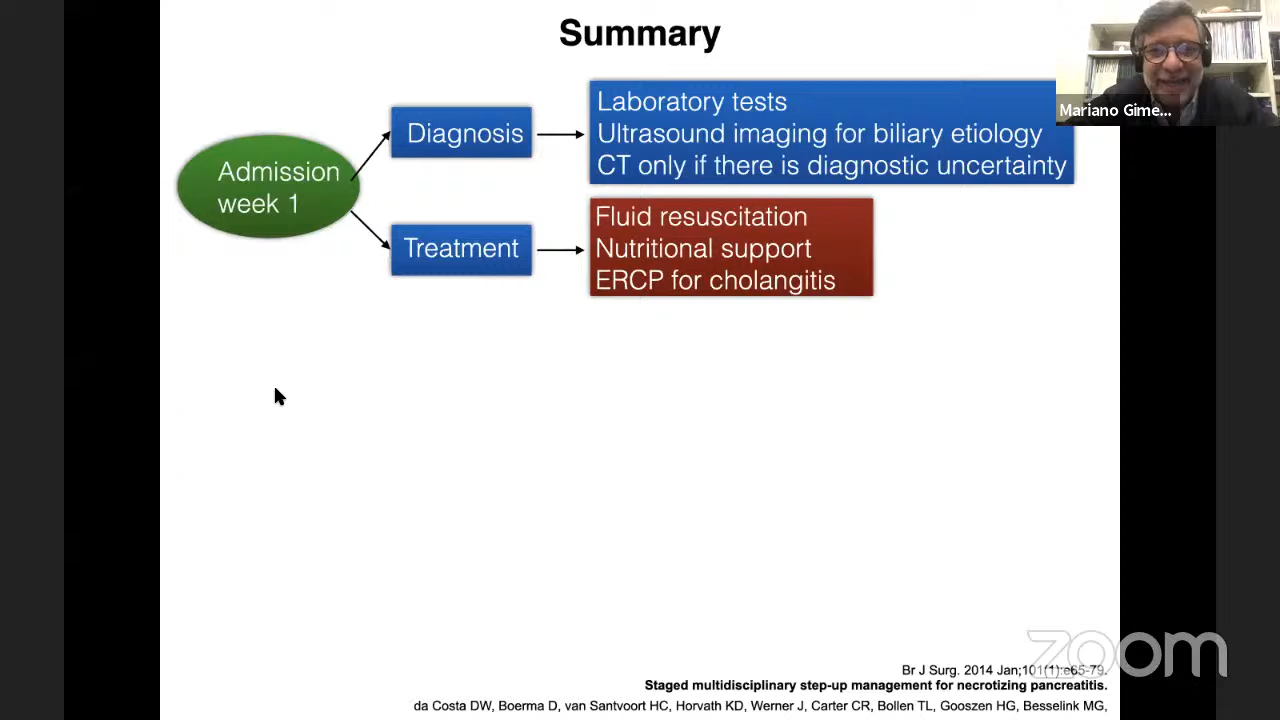 Summary
Mariano Gime...
Admission
week 1
Diagnosis
Laboratory tests
Ultrasound imaging for biliary etiology
CT only if there is diagnostic uncertainty
Treatment
Fluid resuscitation
Nutritional support
ERCP for cholangitis
zoom
Br J Surg. 2014 Jan;101(1):e65-79.
Staged multidisciplinary step-up management for necrotizing pancreatitis.
da Costa DW, Boerma D, van Santvoort HC, Horvath KD, Werner J, Carter CR, Bollen TL, Gooszen HG, Besselink MG,